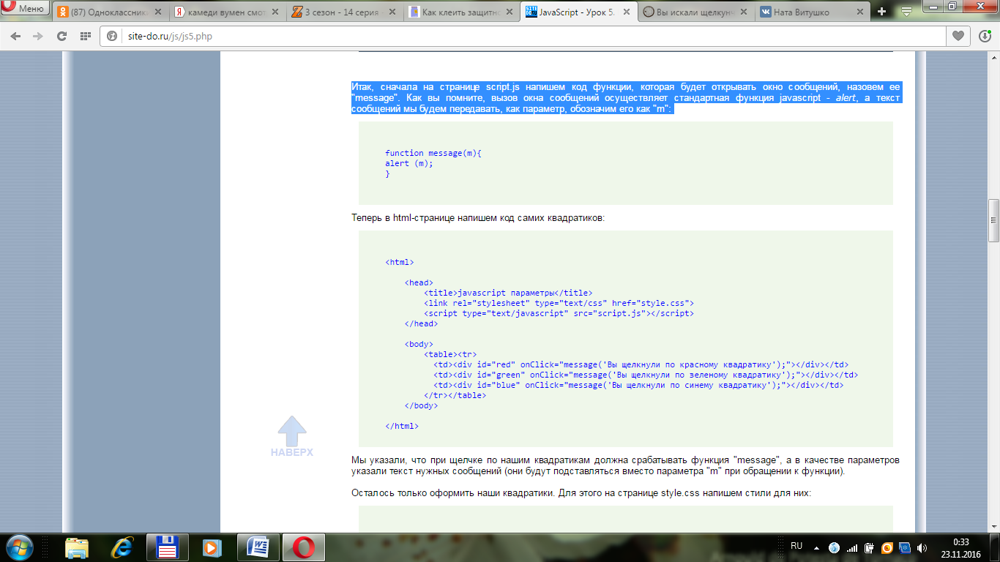 Меню
(87) Одноклассники
камеди вумен смот
3 сезон - 14 серия
Как клеить защитно
JavaScript - Урок 5.
Вы искали щелкунч
Ната Витушко
site-do.ru/js/js5.php
Итак, сначала на странице script.js напишем код функции, которая будет открывать окно сообщений, назовем ее
"message". Как вы помните, вызов окна сообщений осуществляет стандартная функция javascript - alert, а текст
сообщений мы будем передавать, как параметр, обозначим его как "m":
function message(m){
alert (m);
}
Теперь в html-странице напишем код самих квадратиков:
<html>
<head>
<title>javascript параметры</title>
<link rel="stylesheet" type="text/css" href="style.css">
<script type="text/javascript" src="script.js"></script>
</head>
<body>
<table><tr>
<td><div id="red" onClick="message('Вы щелкнули по красному квадратику');"></div></td>
<td><div id="green" onClick="message('Вы щелкнули по зеленому квадратику');"></div></td>
<td><div id="blue" onClick="message('Вы щелкнули по синему квадратику');"></div></td>
</tr></table>
</body>
</html>
НАВЕРХ
Мы указали, что при щелчке по нашим квадратикам должна срабатывать функция "message", а в качестве параметров
указали текст нужных сообщений (они будут подставляться вместо параметра "m" при обращении к функции).
Осталось только оформить наши квадратики. Для этого на странице style.css напишем стили для них:
RU
0:33
23.11.2016